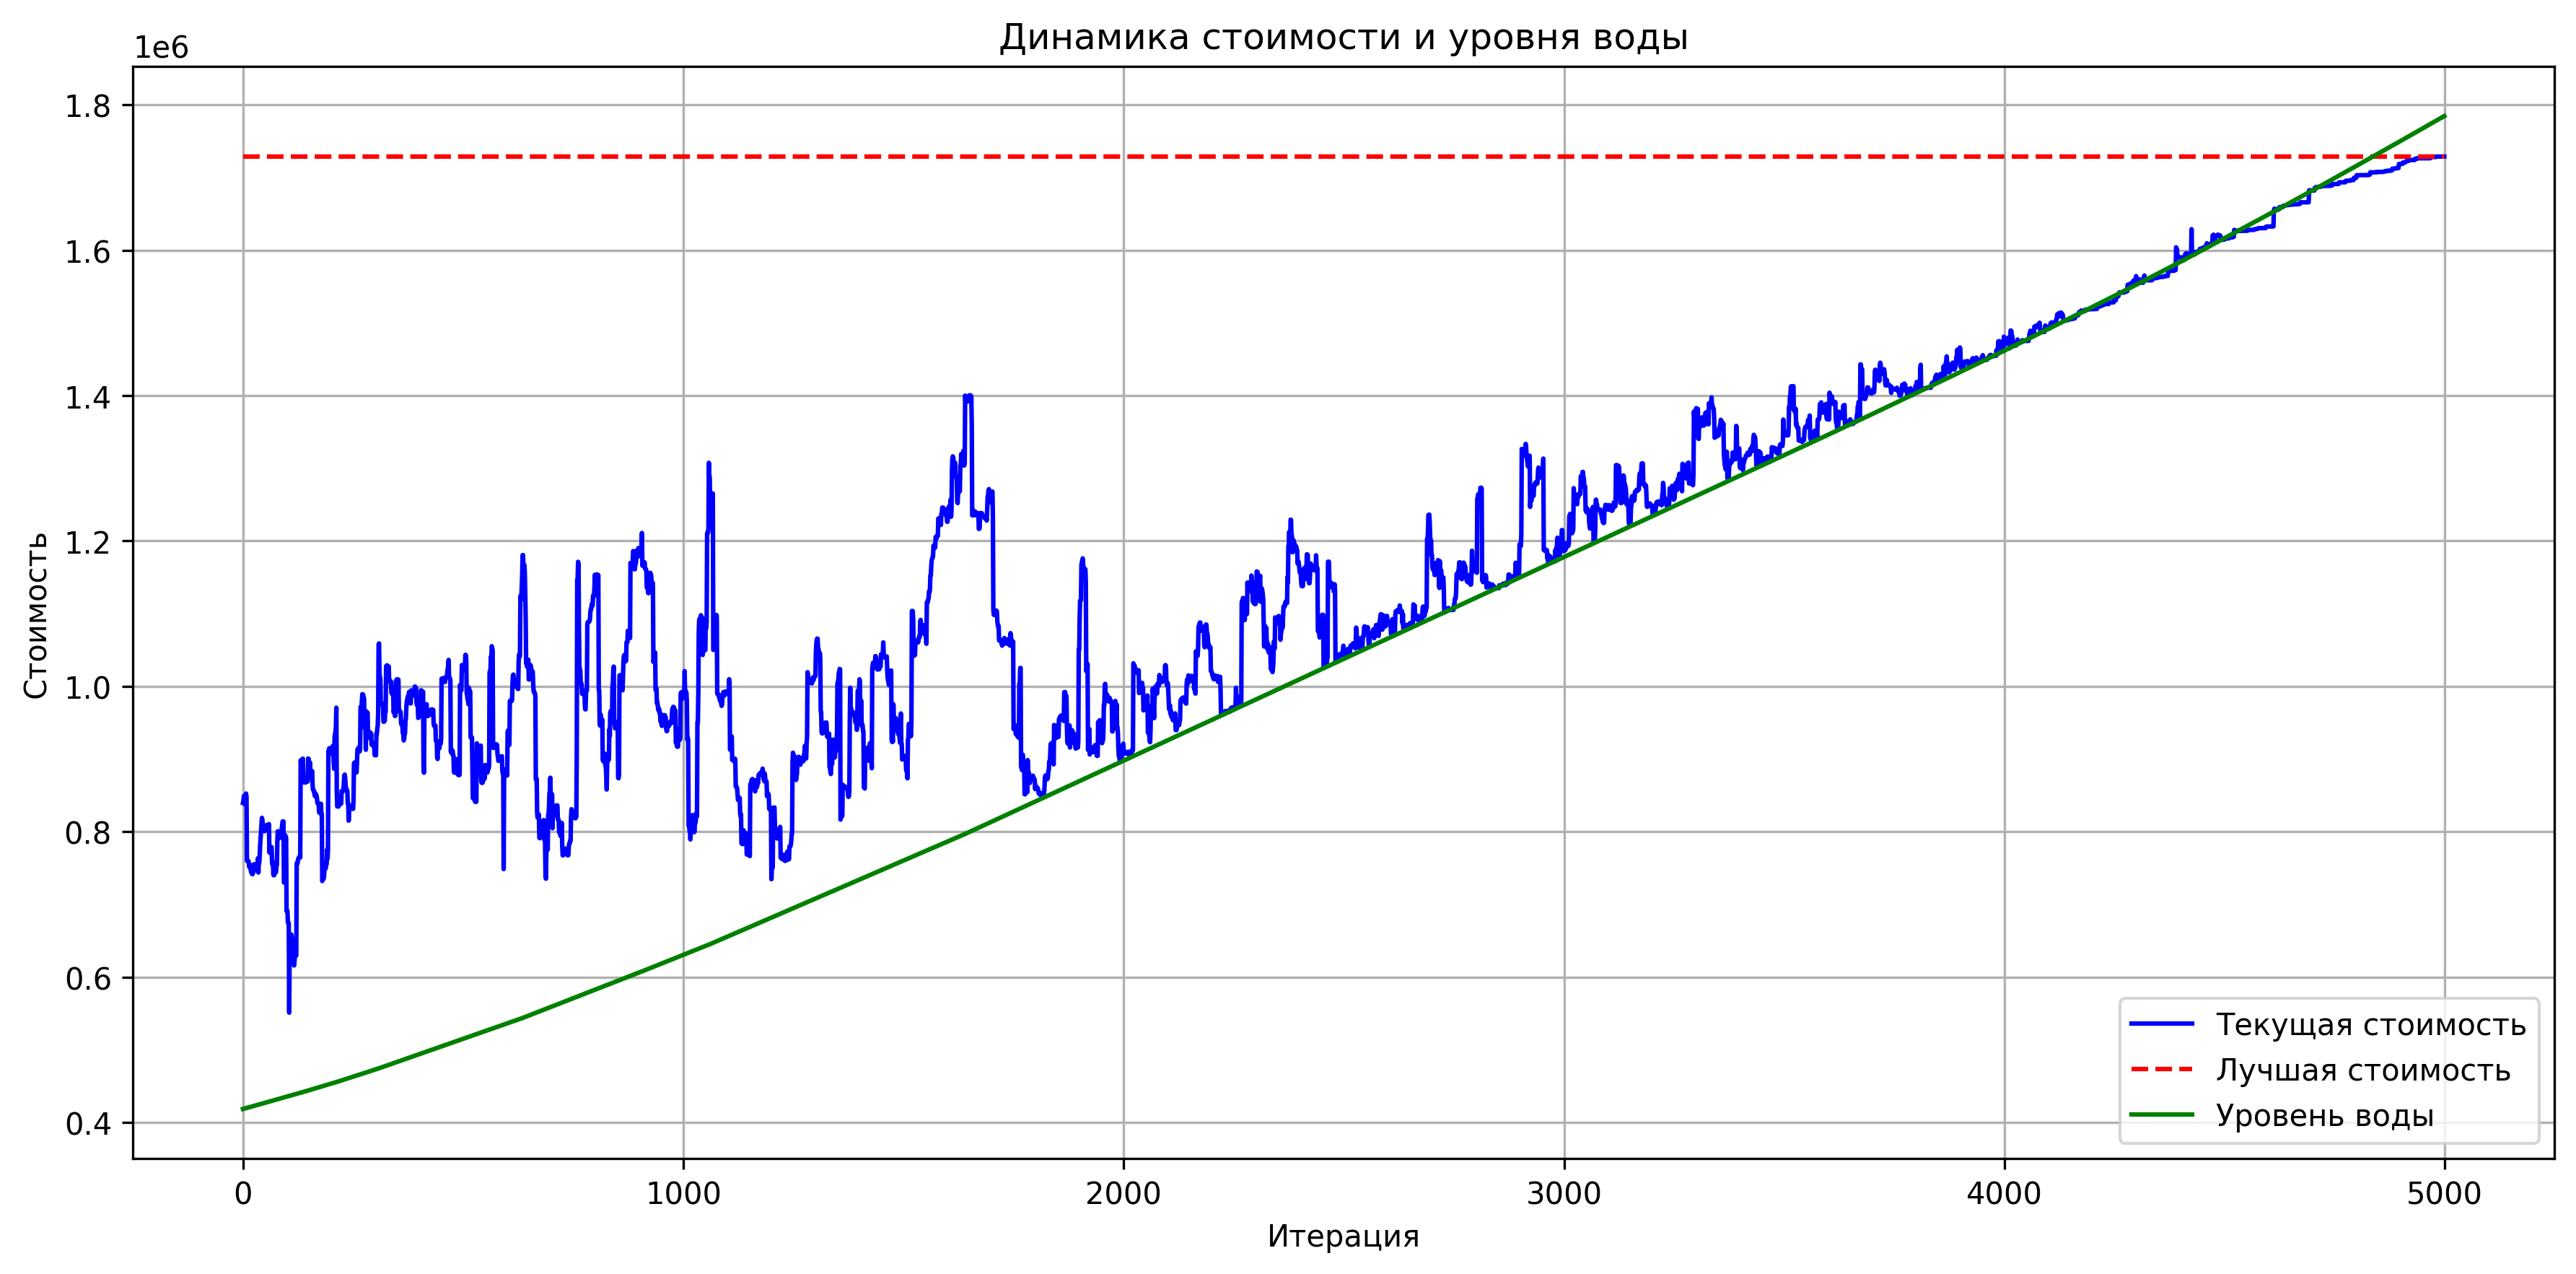 Динамика стоимости и уровня воды
1e6
1.8
1.6
1.4
1.2
1.0
0.8
0.6
0.4
Стоимость
0 1000 2000 3000 4000 5000
Итерация
Текущая стоимость
Лучшая стоимость
Уровень воды